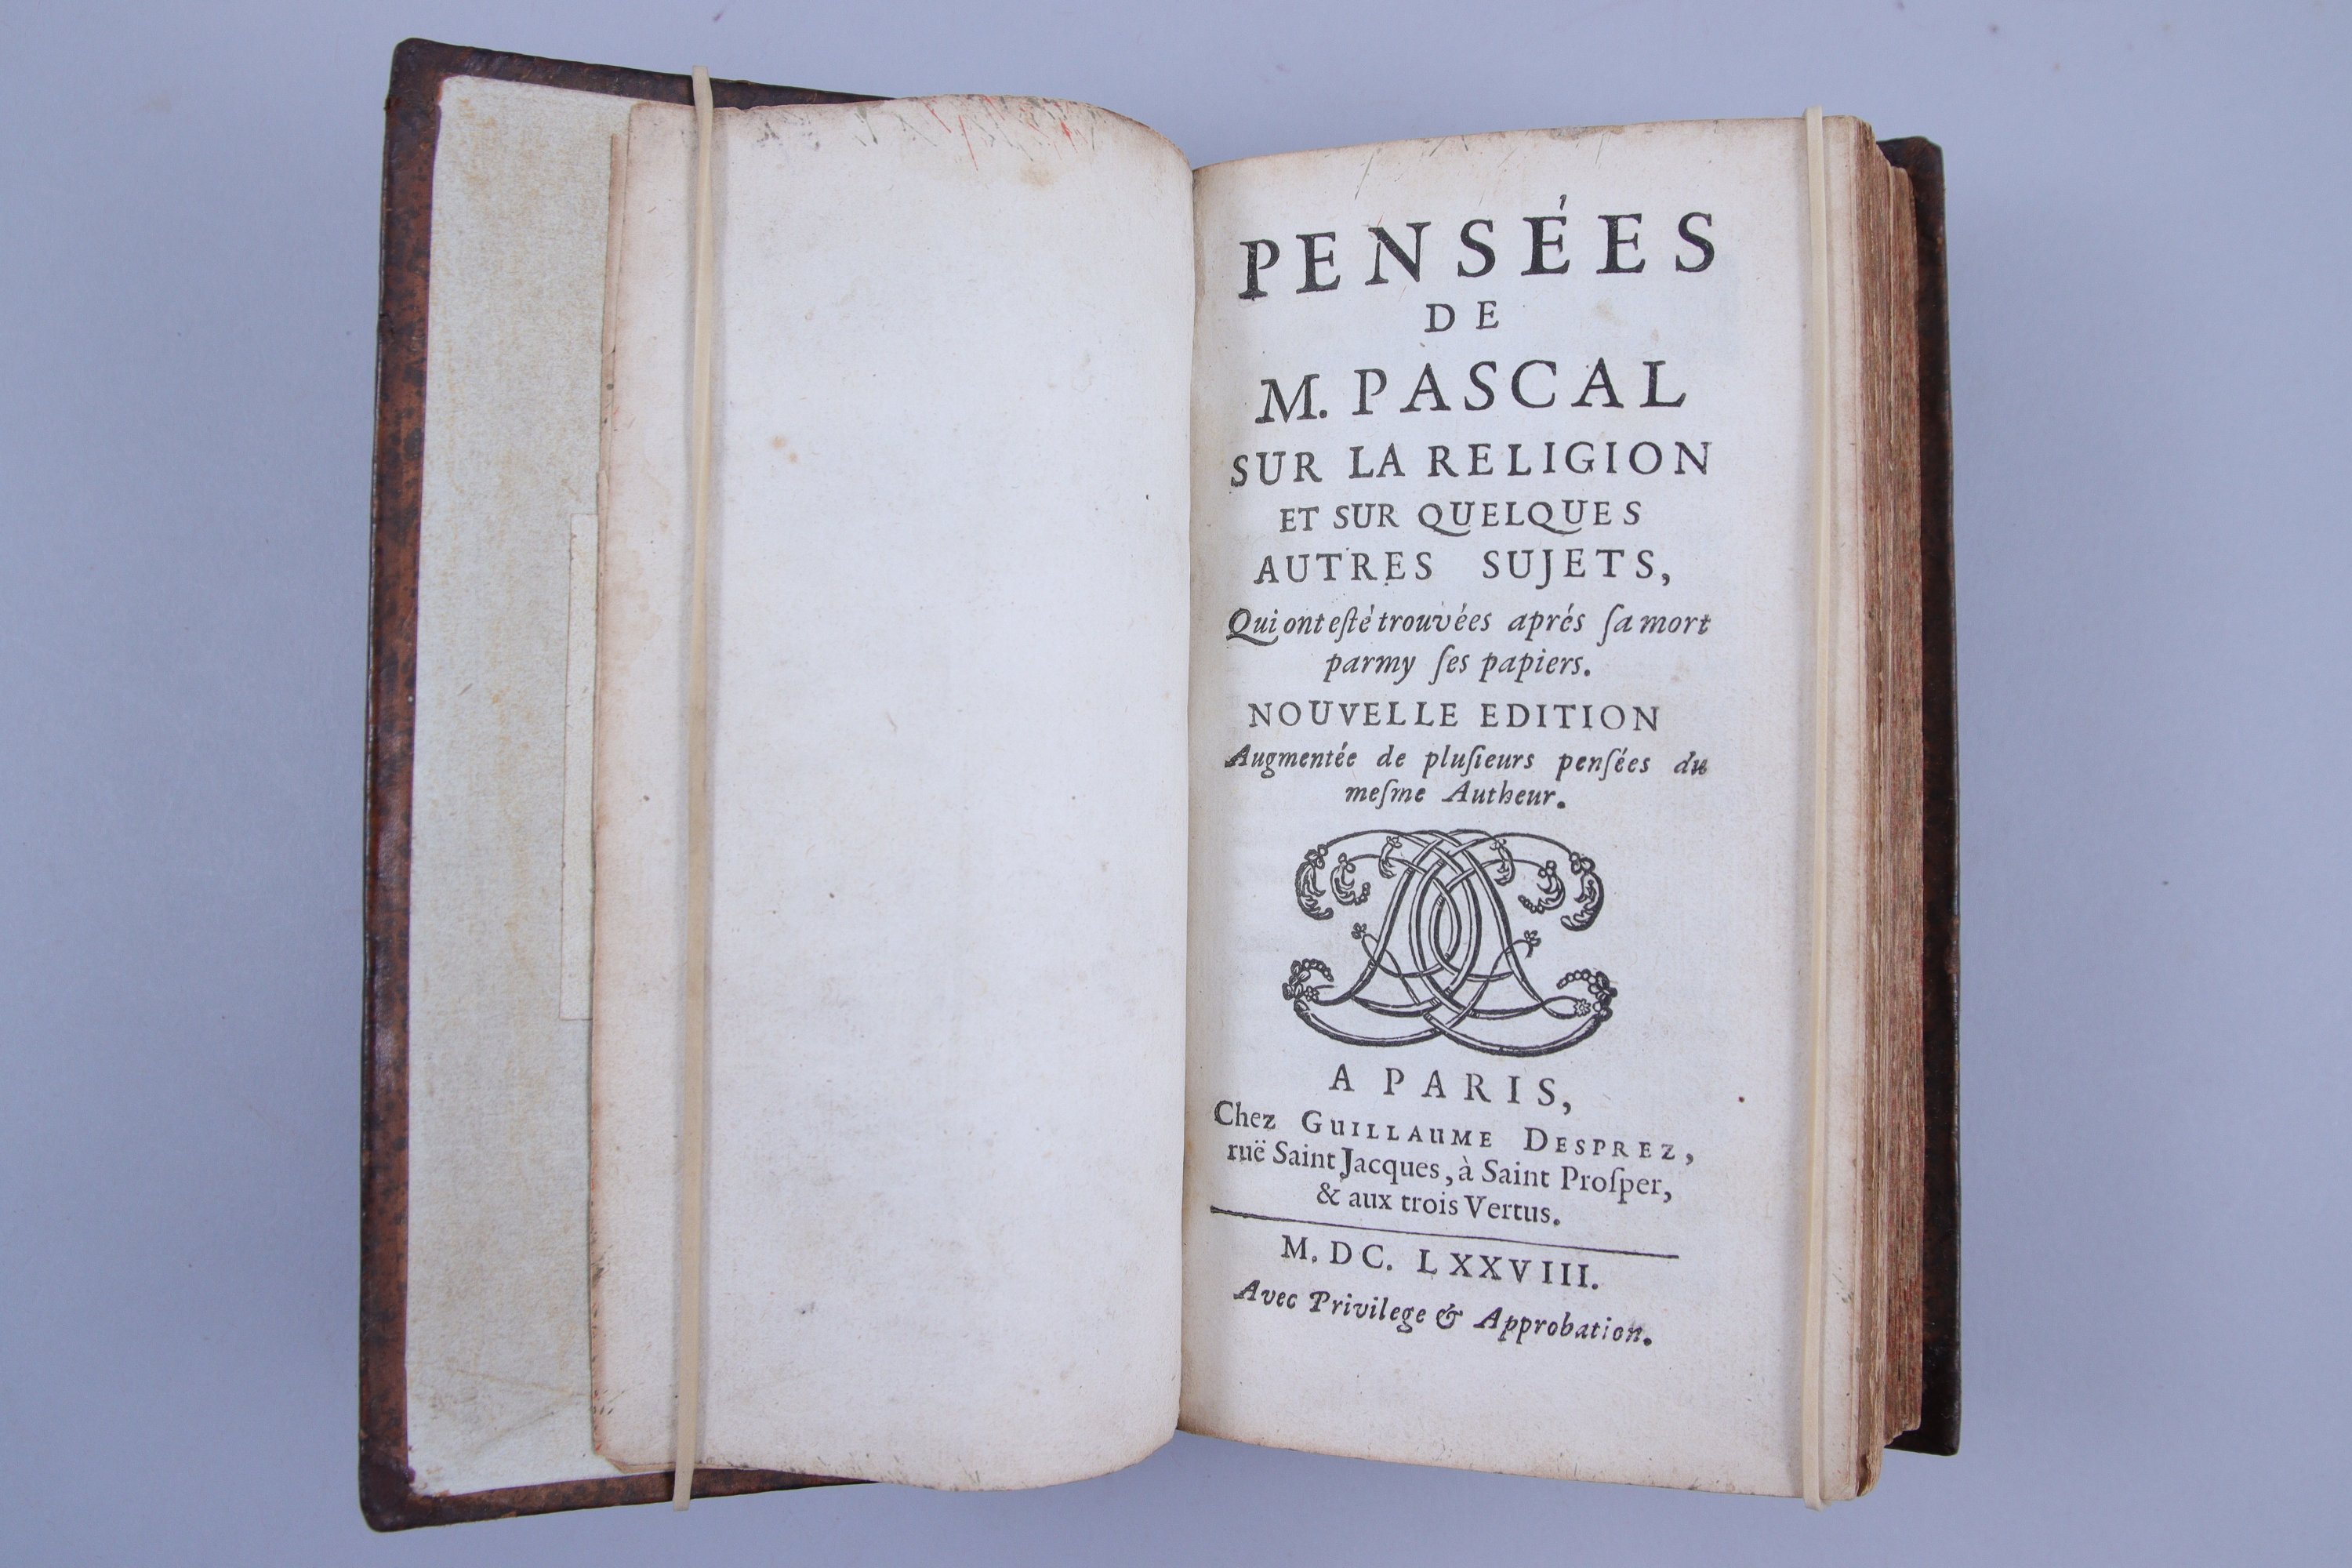 PENSÉES
DE
M. PASCAL
SUR LA RELIGION
ET SUR QUELQUES
AUTRES SUJETS,
Qui ont eſté trouvées aprés ſa mort
parmy ſes papiers.
NOUVELLE EDITION
Augmentée de pluſieurs penſées du
meſme Autheur.
A PARIS,
Chez GUILLAUME DESPREZ,
ruë Saint Jacques, à Saint Proſper,
& aux trois Vertus.
M. DC. LXXVIII.
Avec Privilege & Approbation.